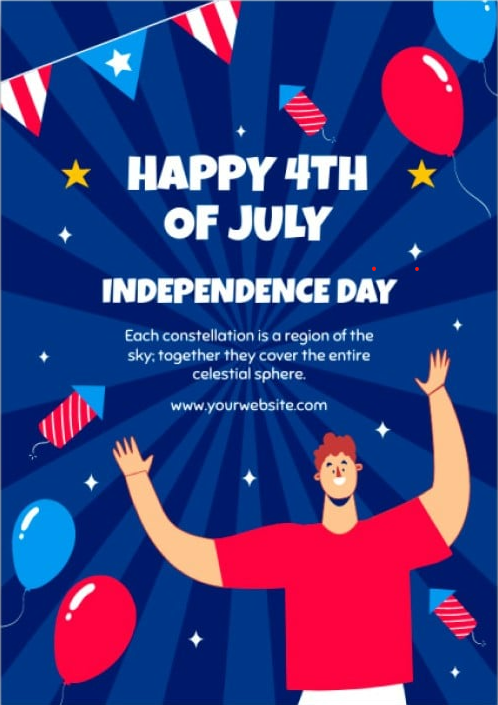 HAPPY 4TH
OF JULY
INDEPENDENCE DAY
Each constellation is a region of the
sky; together they cover the entire
celestial sphere.
www.yourwebsite.com